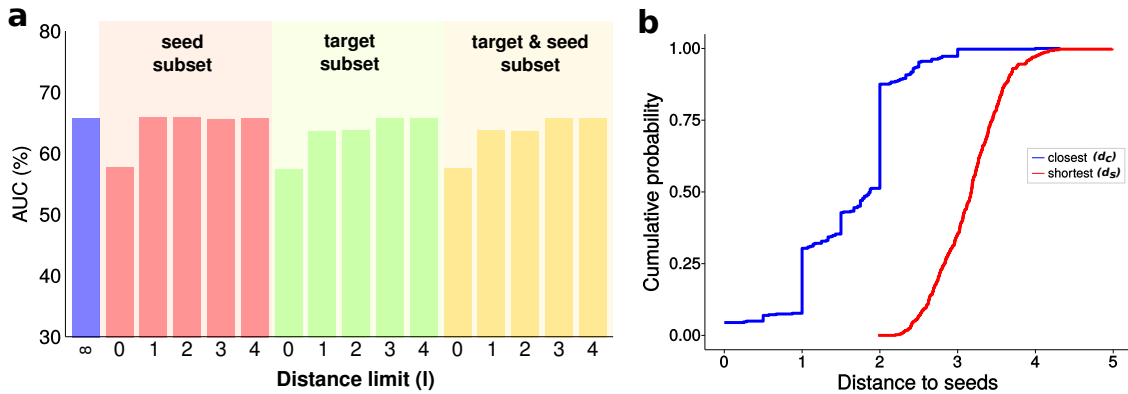 a
80
70
60
50
40
30
AUC (%)
seed
subset
target
subset
target & seed
subset
∞ 0 1 2 3 4 0 1 2 3 4 0 1 2 3 4
Distance limit (l)
b
1.00
0.75
0.50
0.25
0.00
Cumulative probability
closest (dc)
shortest (ds)
0 1 2 3 4 5
Distance to seeds